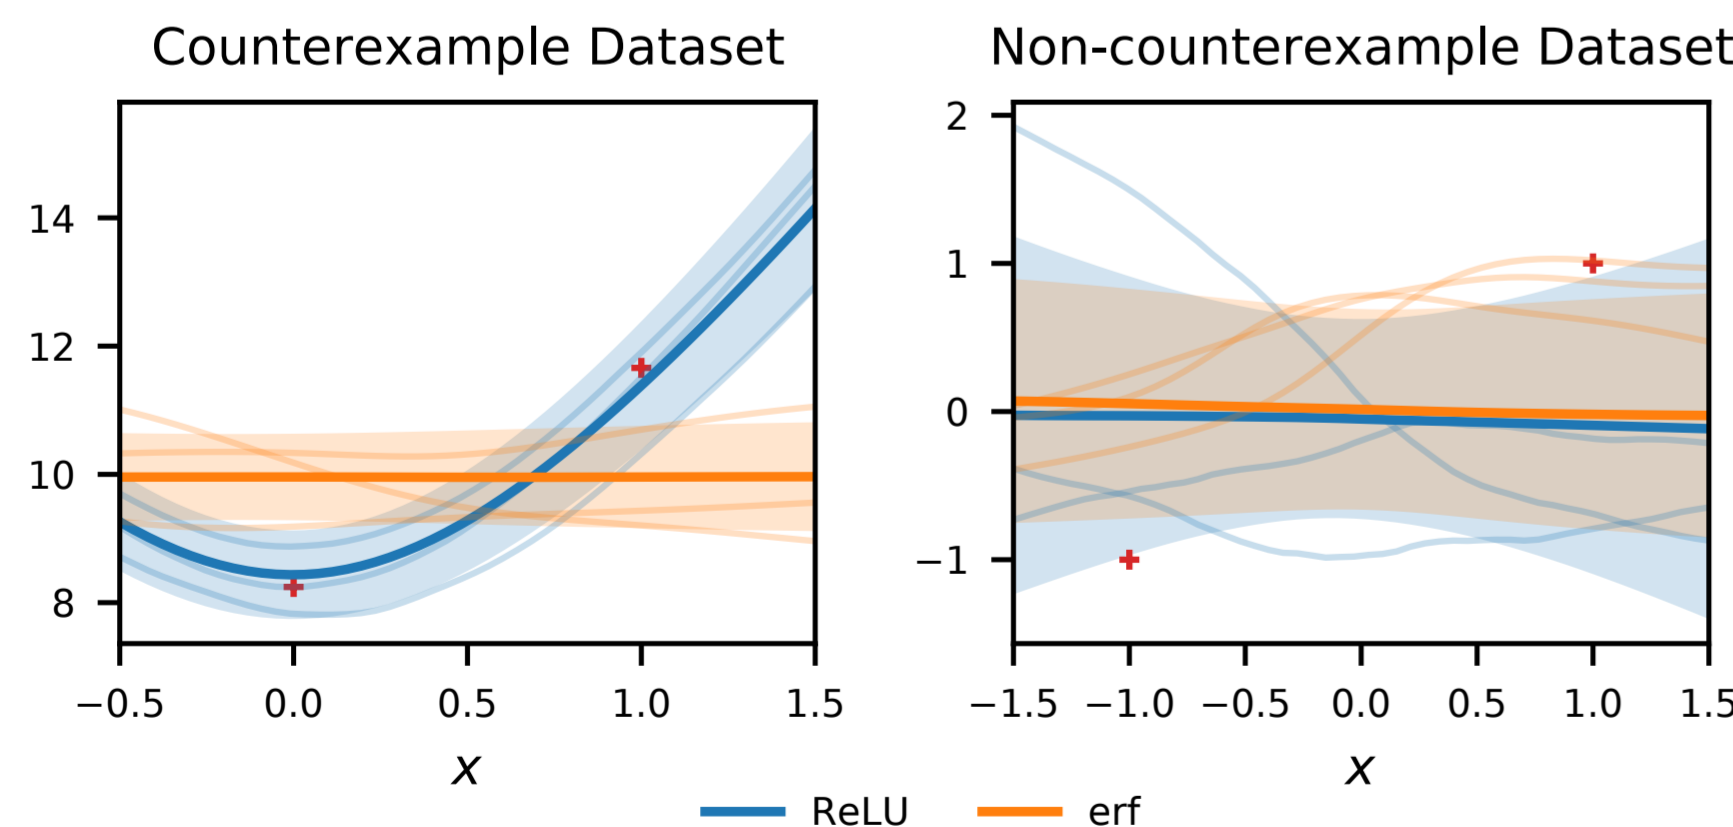 Counterexample Dataset
14
12
10
8
−0.5 0.0 0.5 1.0 1.5
x
Non-counterexample Dataset
2
1
0
−1
−1.5 −1.0 −0.5 0.0 0.5 1.0 1.5
x
ReLU erf